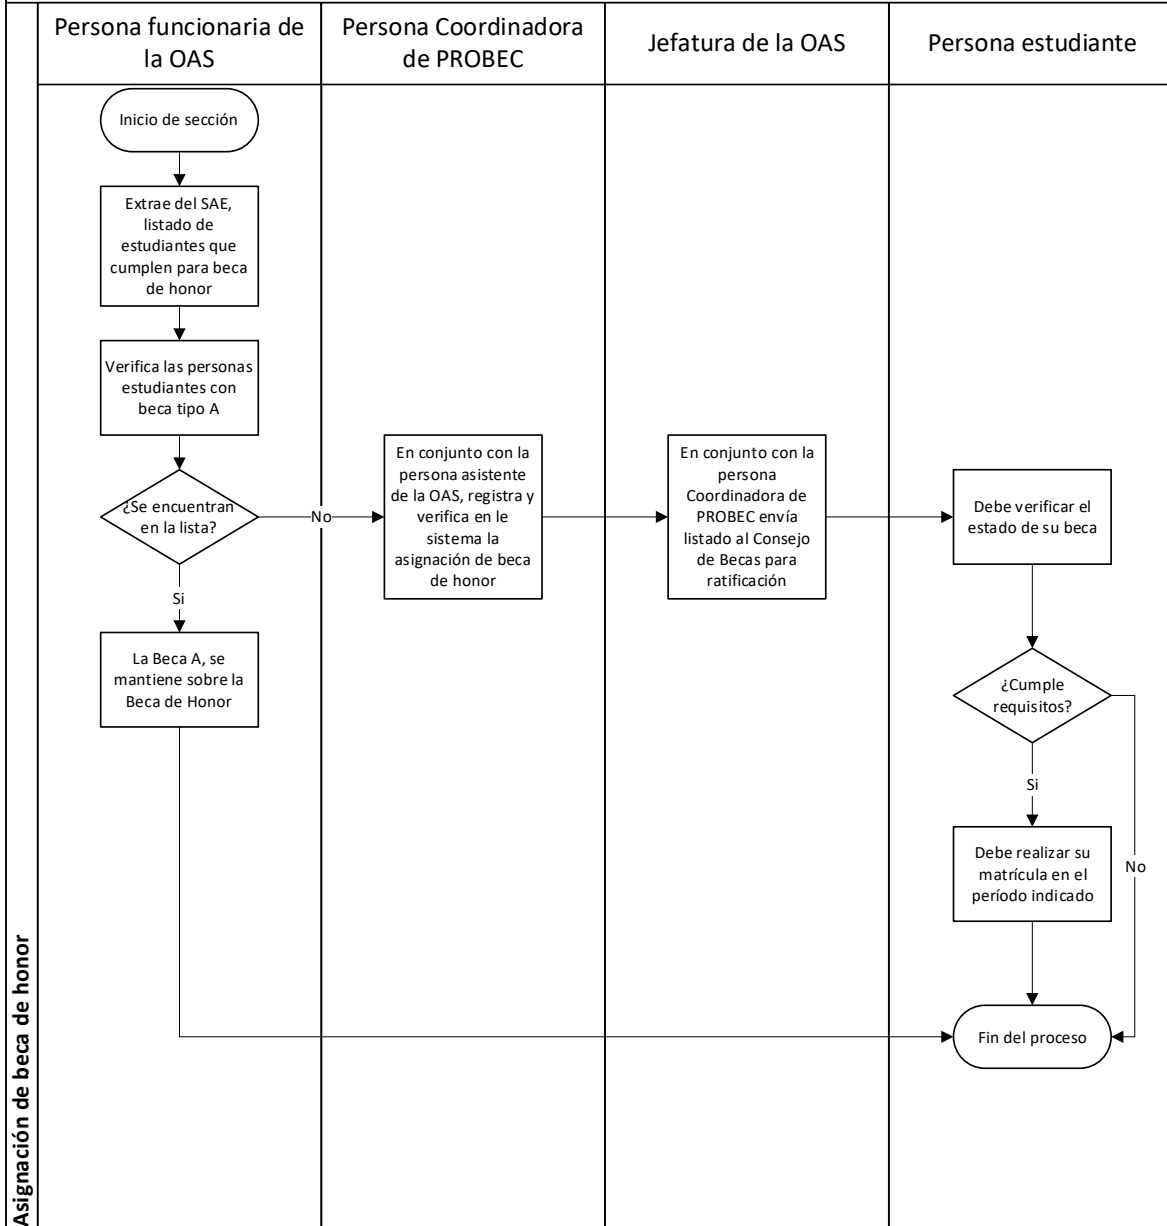 Persona funcionaria de
la OAS
Persona Coordinadora
de PROBEC
Jefatura de la OAS
Persona estudiante
Asignación de beca de honor
Inicio de sección
Extrae del SAE,
listado de
estudiantes que
cumplen para beca
de honor
Verifica las personas
estudiantes con
beca tipo A
¿Se encuentran
en la lista?
No
Si
La Beca A, se
mantiene sobre la
Beca de Honor
En conjunto con la
persona asistente
de la OAS, registra y
verifica en le
sistema la
asignación de beca
de honor
En conjunto con la
persona
Coordinadora de
PROBEC envía
listado al Consejo
de Becas para
ratificación
Debe verificar el
estado de su beca
¿Cumple
requisitos?
Si
No
Debe realizar su
matrícula en el
período indicado
Fin del proceso